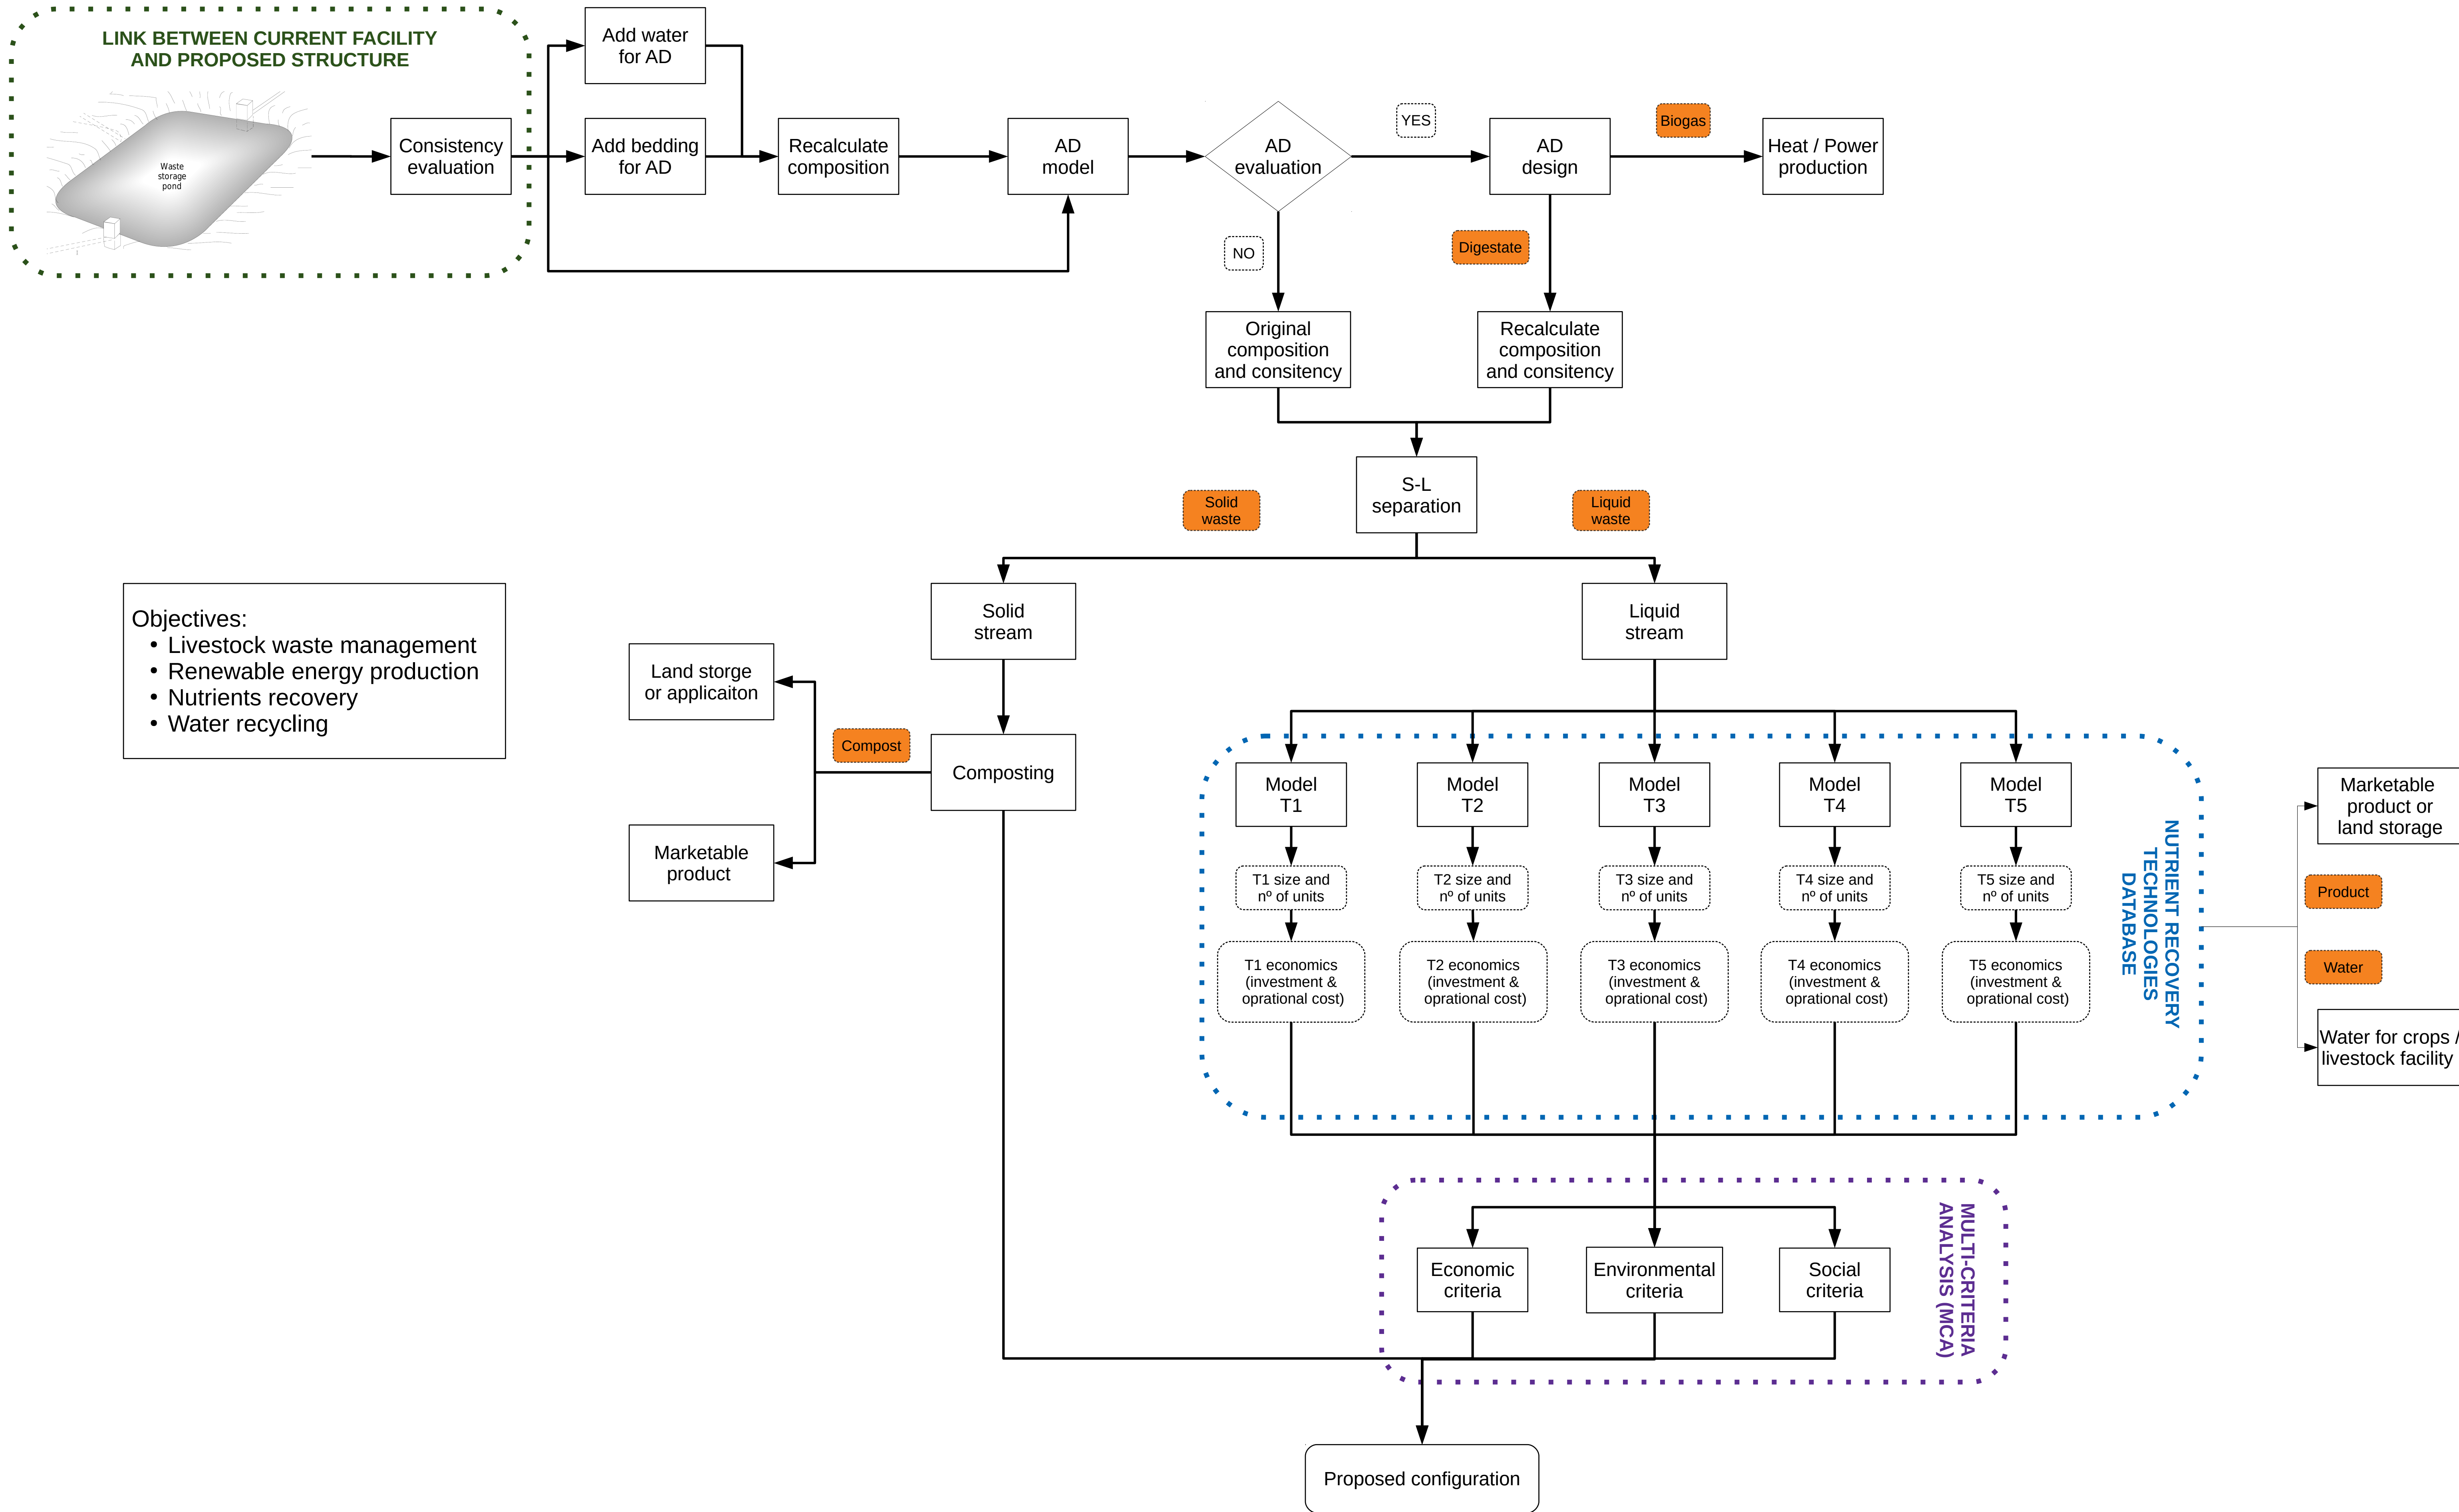 LINK BETWEEN CURRENT FACILITY
AND PROPOSED STRUCTURE
Waste
storage
pond
Consistency
evaluation
Add water
for AD
Add bedding
for AD
Recalculate
composition
AD
model
AD
evaluation
YES
NO
AD
design
Biogas
Heat / Power
production
Digestate
Original
composition
and consitency
Recalculate
composition
and consitency
S-L
separation
Solid
waste
Liquid
waste
Solid
stream
Liquid
stream
Objectives:
• Livestock waste management
• Renewable energy production
• Nutrients recovery
• Water recycling
Land storge
or applicaiton
Compost
Composting
Marketable
product
Model
T1
Model
T2
Model
T3
Model
T4
Model
T5
T1 size and
nº of units
T2 size and
nº of units
T3 size and
nº of units
T4 size and
nº of units
T5 size and
nº of units
T1 economics
(investment &
oprational cost)
T2 economics
(investment &
oprational cost)
T3 economics
(investment &
oprational cost)
T4 economics
(investment &
oprational cost)
T5 economics
(investment &
oprational cost)
NUTRIENT RECOVERY
TECHNOLOGIES
DATABASE
Marketable
product or
land storage
Product
Water
Water for crops /
livestock facility
Economic
criteria
Environmental
criteria
Social
criteria
MULTI-CRITERIA
ANALYSIS (MCA)
Proposed configuration